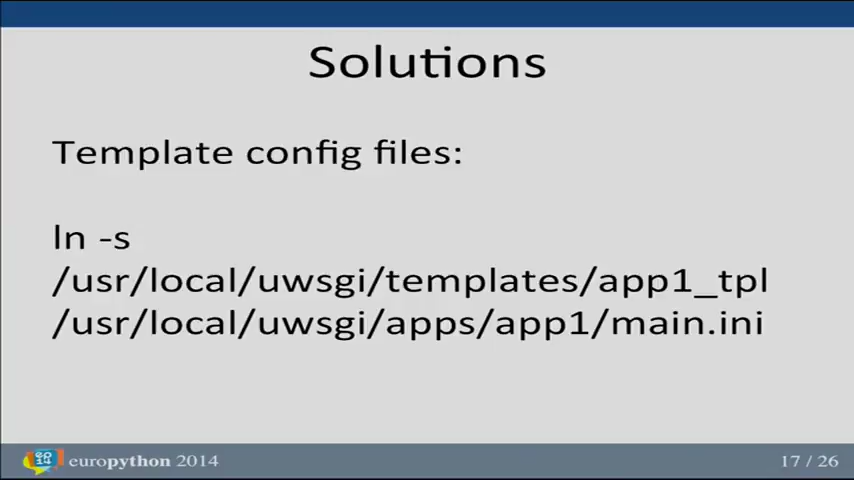 Solutions
Template config files:
ln -s
/usr/local/uwsgi/templates/app1_tpl
/usr/local/uwsgi/apps/app1/main.ini
europython 2014
17 / 26